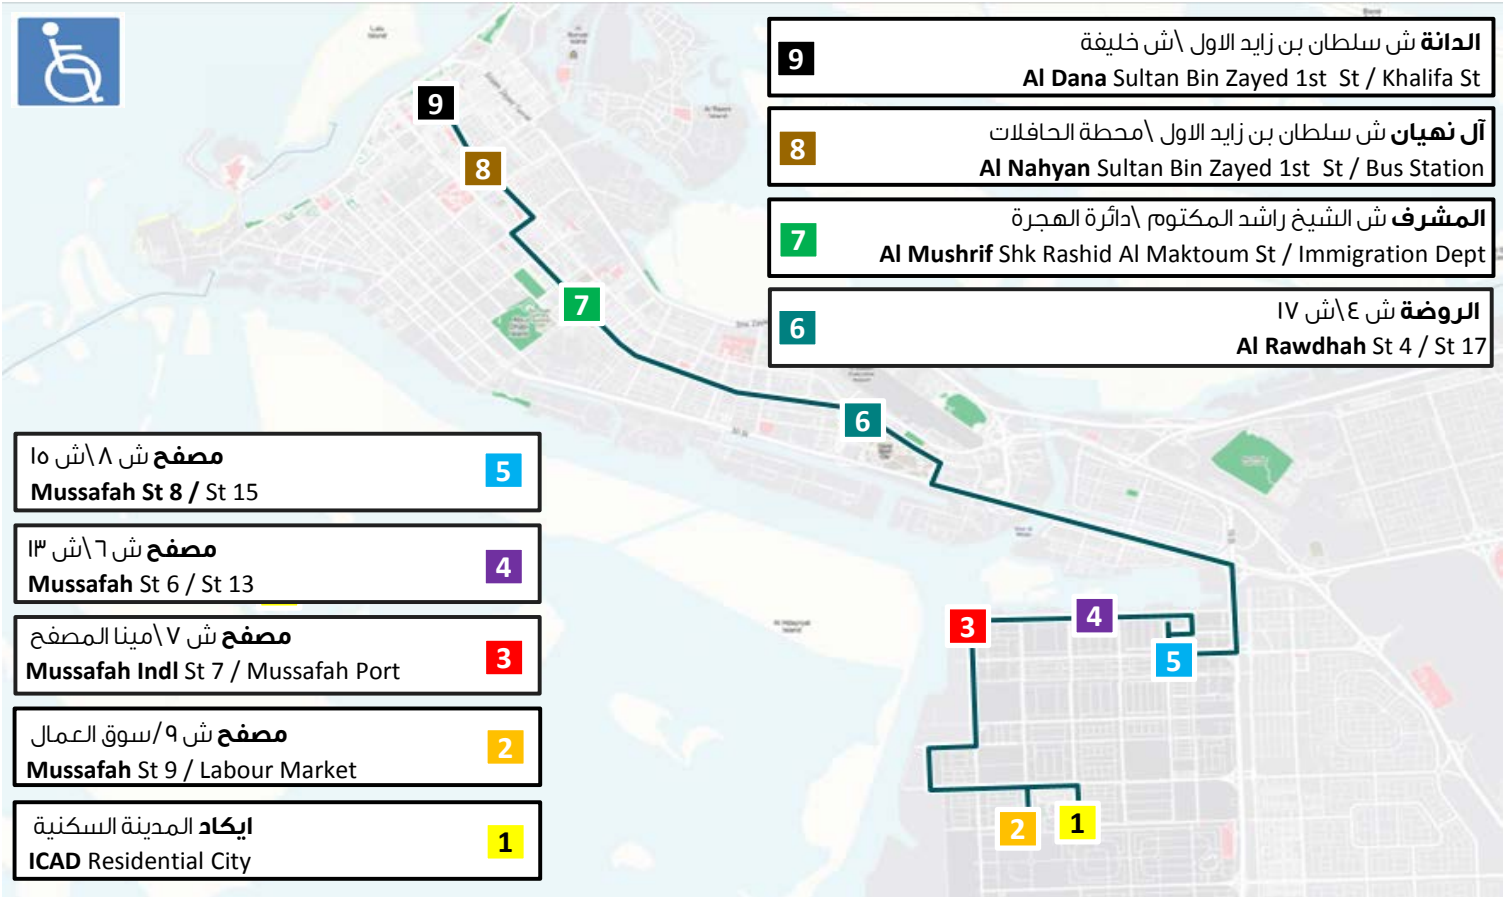 9
الدانة ش سلطان بن زايد الاول \ش خليفة
Al Dana Sultan Bin Zayed 1st St / Khalifa St
8
آل نهيان ش سلطان بن زايد الاول \محطة الحافلات
Al Nahyan Sultan Bin Zayed 1st St / Bus Station
7
المشرف ش الشيخ راشد المكتوم \دائرة الهجرة
Al Mushrif Shk Rashid Al Maktoum St / Immigration Dept
6
الروضة ش ٤\ش ١٧
Al Rawdhah St 4 / St 17
مصفح ش ٨\ش ١٥
Mussafah St 8 / St 15
5
مصفح ش ٦\ش ١٣
Mussafah St 6 / St 13
4
مصفح ش ٧\مينا المصفح
Mussafah Indl St 7 / Mussafah Port
3
مصفح ش ٩/سوق العمال
Mussafah St 9 / Labour Market
2
ايكاد المدينة السكنية
ICAD Residential City
1
9
8
7
6
3
4
5
2
1